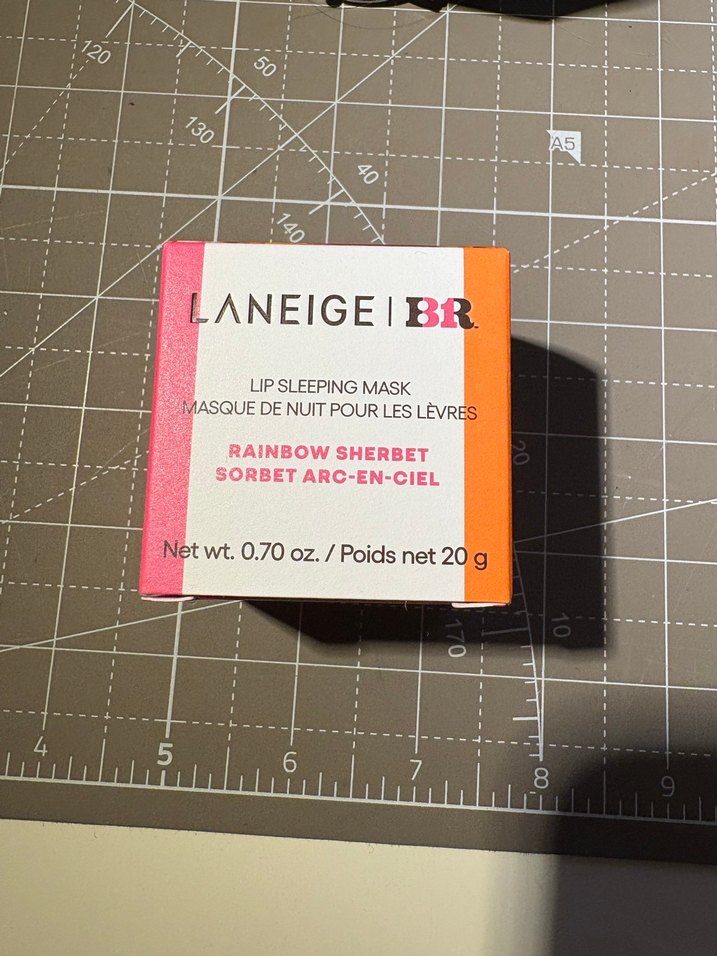 120
50
130
A5
40
140
LANEIGE | BR
LIP SLEEPING MASK
MASQUE DE NUIT POUR LES LÈVRES
RAINBOW SHERBET
SORBET ARC-EN-CIEL
20
Net wt. 0.70 oz. / Poids net 20 g
170
10
4
5
6
7
8
9